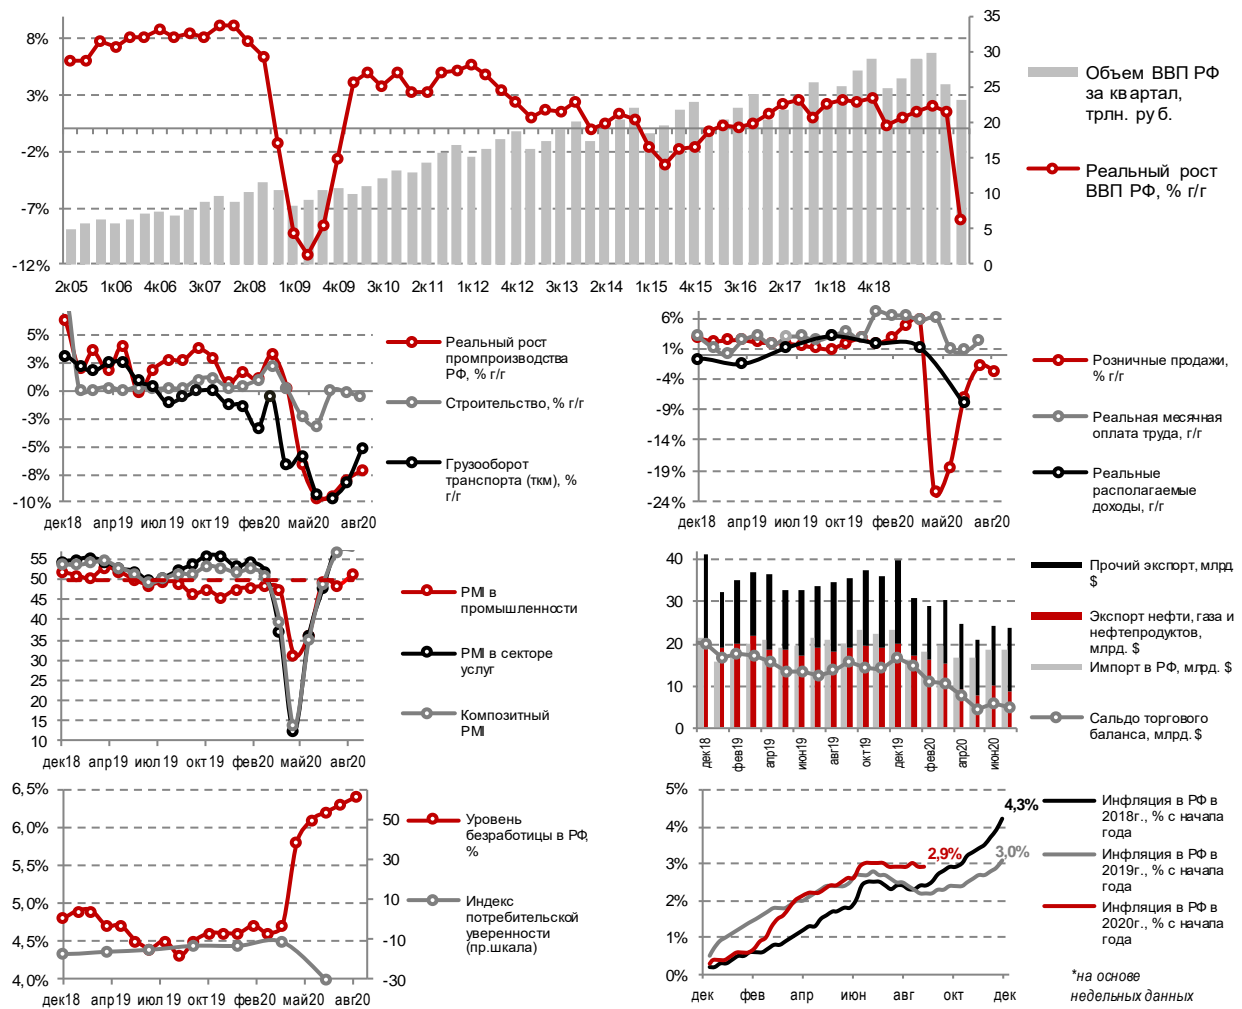 8%
3%
-2%
-7%
-12%
35
30
25
20
15
10
5
0
2к05 1к06 4к06 3к07 2к08 1к09 4к09 3к10 2к11 1к12 4к12 3к13 2к14 1к15 4к15 3к16 2к17 1к18 4к18
Объем ВВП РФ
за квартал,
трлн. руб.
Реальный рост
ВВП РФ, % г/г
5%
3%
0%
-3%
-5%
-8%
-10%
дек18 апр19 июл19 окт19 фев20 май20 авг20
Реальный рост
промпроизводства
РФ, % г/г
Строительство, % г/г
Грузооборот
транспорта (ткм), %
г/г
6%
1%
-4%
-9%
-14%
-19%
-24%
дек18 апр19 июл19 окт19 фев20 май20 авг20
Розничные продажи,
% г/г
Реальная месячная
оплата труда, г/г
Реальные
располагаемые
доходы, г/г
55
50
45
40
35
30
25
20
15
10
дек18 апр19 июл19 окт19 фев20 май20 авг20
PMI в
промышленности
PMI в секторе
услуг
Композитный
PMI
40
30
20
10
0
дек18 фев19 апр19 июн19 авг19 окт19 дек19 фев20 апр20 июн20
Прочий экспорт, млрд.
$
Экспорт нефти, газа и
нефтепродуктов,
млрд. $
Импорт в РФ, млрд. $
Сальдо торгового
баланса, млрд. $
6,5%
6,0%
5,5%
5,0%
4,5%
4,0%
50
30
10
-10
-30
дек18 апр19 июл19 окт19 фев20 май20 авг20
Уровень
безработицы в РФ,
%
Индекс
потребительской
уверенности
(пр.шкала)
5%
4%
3%
2%
1%
0%
4,3%
2,9%
3,0%
дек фев апр июн авг окт дек
Инфляция в РФ в
2018г., % с начала
года
Инфляция в РФ в
2019г., % с начала
года
Инфляция в РФ в
2020г., % с начала
года
*на основе
недельных данных